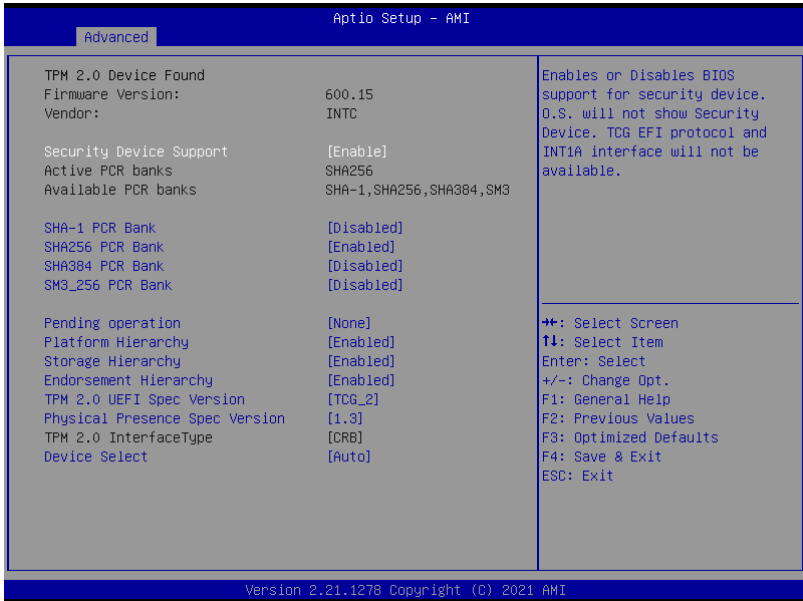 Aptio Setup – AMI
Advanced
TPM 2.0 Device Found
Firmware Version: 600.15
Vendor: INTC
Security Device Support [Enable]
Active PCR banks SHA256
Available PCR banks SHA-1,SHA256,SHA384,SM3
SHA-1 PCR Bank [Disabled]
SHA256 PCR Bank [Enabled]
SHA384 PCR Bank [Disabled]
SM3_256 PCR Bank [Disabled]
Pending operation [None]
Platform Hierarchy [Enabled]
Storage Hierarchy [Enabled]
Endorsement Hierarchy [Enabled]
TPM 2.0 UEFI Spec Version [TCG_2]
Physical Presence Spec Version [1.3]
TPM 2.0 InterfaceType [CRB]
Device Select [Auto]
Enables or Disables BIOS
support for security device.
O.S. will not show Security
Device. TCG EFI protocol and
INT1A interface will not be
available.
→←: Select Screen
↑↓: Select Item
Enter: Select
+/-: Change Opt.
F1: General Help
F2: Previous Values
F3: Optimized Defaults
F4: Save & Exit
ESC: Exit
Version 2.21.1278 Copyright (C) 2021 AMI